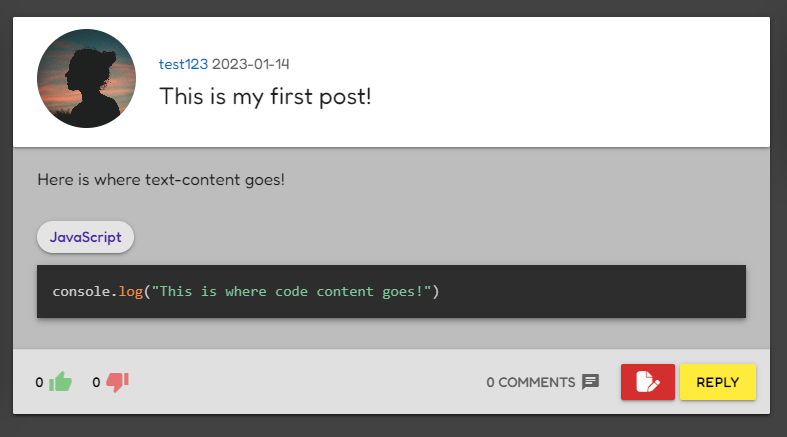 test123 2023-01-14
This is my first post!
Here is where text-content goes!
JavaScript
console.log("This is where code content goes!")
0 0 0 COMMENTS REPLY